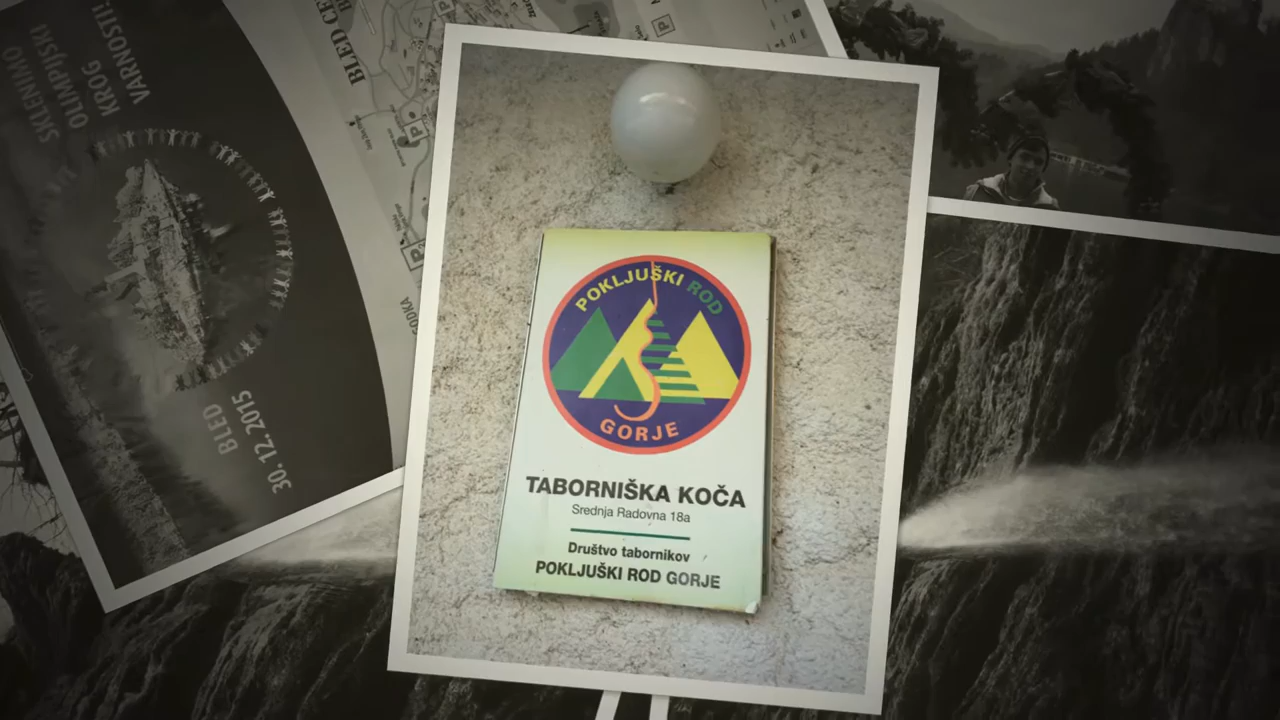 SKLENIMO
OLIMPIJSKI
KROG
VARNOSTI!
BLED
30. 12. 2015
BLED CE
P
P
P
P
GODKA
POKLJUŠKI ROD
GORJE
TABORNIŠKA KOČA
Srednja Radovna 18a
Društvo tabornikov
POKLJUŠKI ROD GORJE